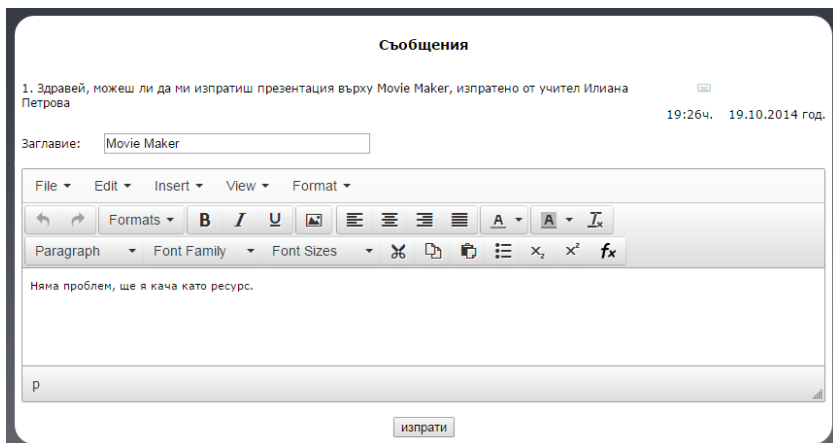 Съобщения
1. Здравей, можеш ли да ми изпратиш презентация върху Movie Maker, изпратено от учител Илиана
Петрова
19:26ч. 19.10.2014 год.
Заглавие: Movie Maker
File Edit Insert View Format
Formats B I U A A Tx
Paragraph Font Family Font Sizes x₂ x² fx
Няма проблем, ще я кача като ресурс.
p
изпрати